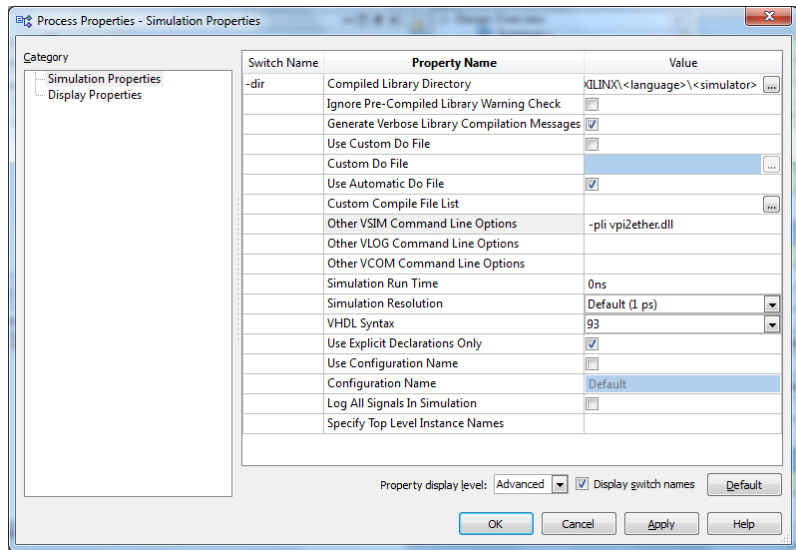 Process Properties - Simulation Properties
Category
Simulation Properties
Display Properties
Switch Name Property Name Value
-dir Compiled Library Directory XILINX\<language>\<simulator> ...
Ignore Pre-Compiled Library Warning Check
Generate Verbose Library Compilation Messages
Use Custom Do File
Custom Do File ...
Use Automatic Do File
Custom Compile File List ...
Other VSIM Command Line Options -pli vpi2ether.dll
Other VLOG Command Line Options
Other VCOM Command Line Options
Simulation Run Time 0ns
Simulation Resolution Default (1 ps)
VHDL Syntax 93
Use Explicit Declarations Only
Use Configuration Name
Configuration Name Default
Log All Signals In Simulation
Specify Top Level Instance Names
Property display level: Advanced Display switch names Default
OK Cancel Apply Help